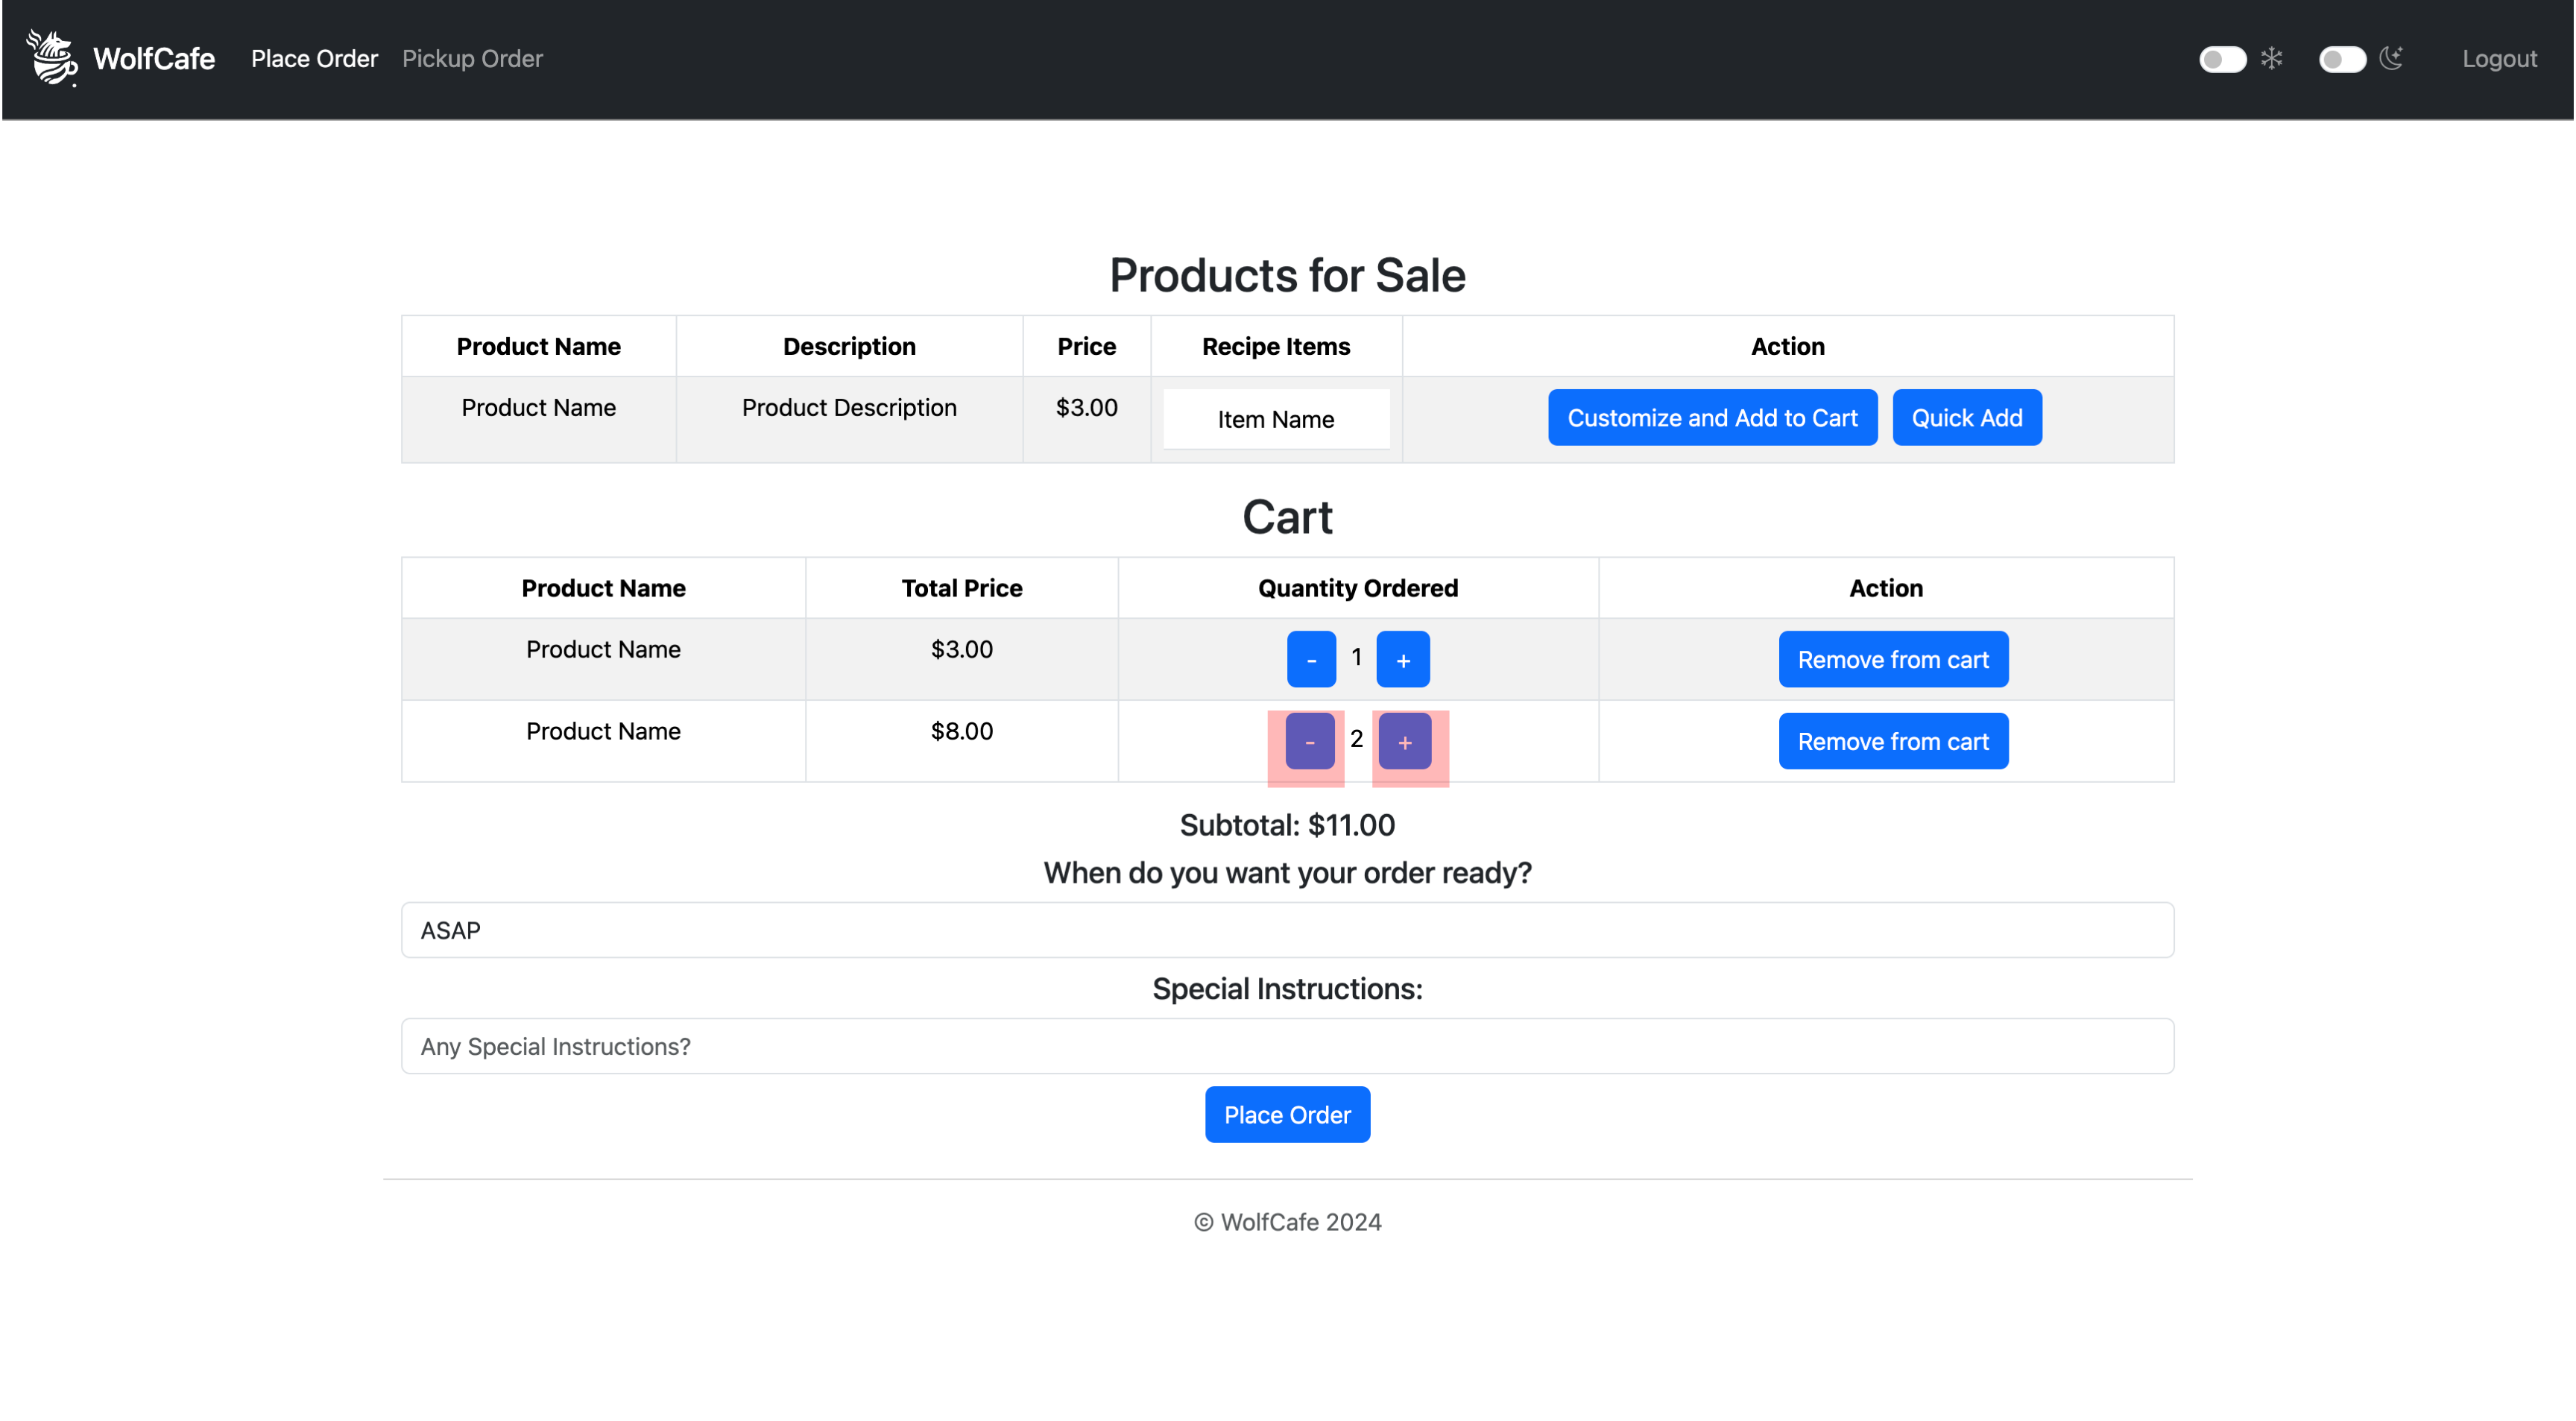 WolfCafe Place Order Pickup Order Logout
Products for Sale
Product Name Description Price Recipe Items Action
Product Name Product Description $3.00 Item Name Customize and Add to Cart Quick Add
Cart
Product Name Total Price Quantity Ordered Action
Product Name $3.00 - 1 + Remove from cart
Product Name $8.00 - 2 + Remove from cart
Subtotal: $11.00
When do you want your order ready?
ASAP
Special Instructions:
Any Special Instructions?
Place Order
© WolfCafe 2024